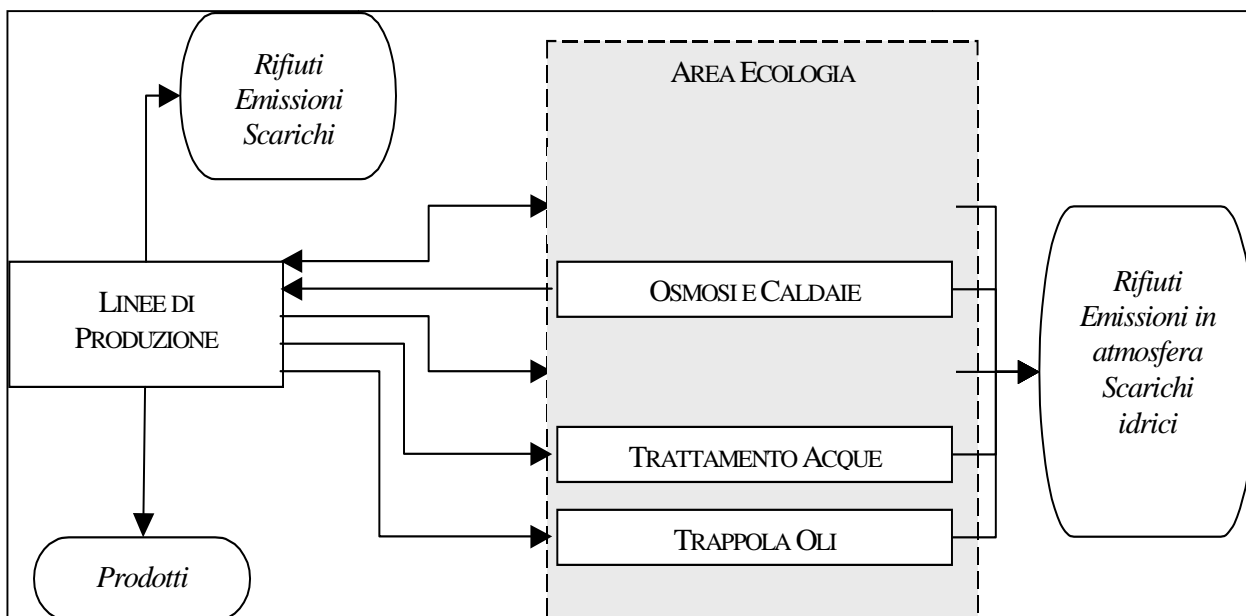 Rifiuti
Emissioni
Scarichi
AREA ECOLOGIA
LINEE DI
PRODUZIONE
OSMOSI E CALDAIE
Rifiuti
Emissioni in
atmosfera
Scarichi
idrici
TRATTAMENTO ACQUE
TRAPPOLA OLI
Prodotti